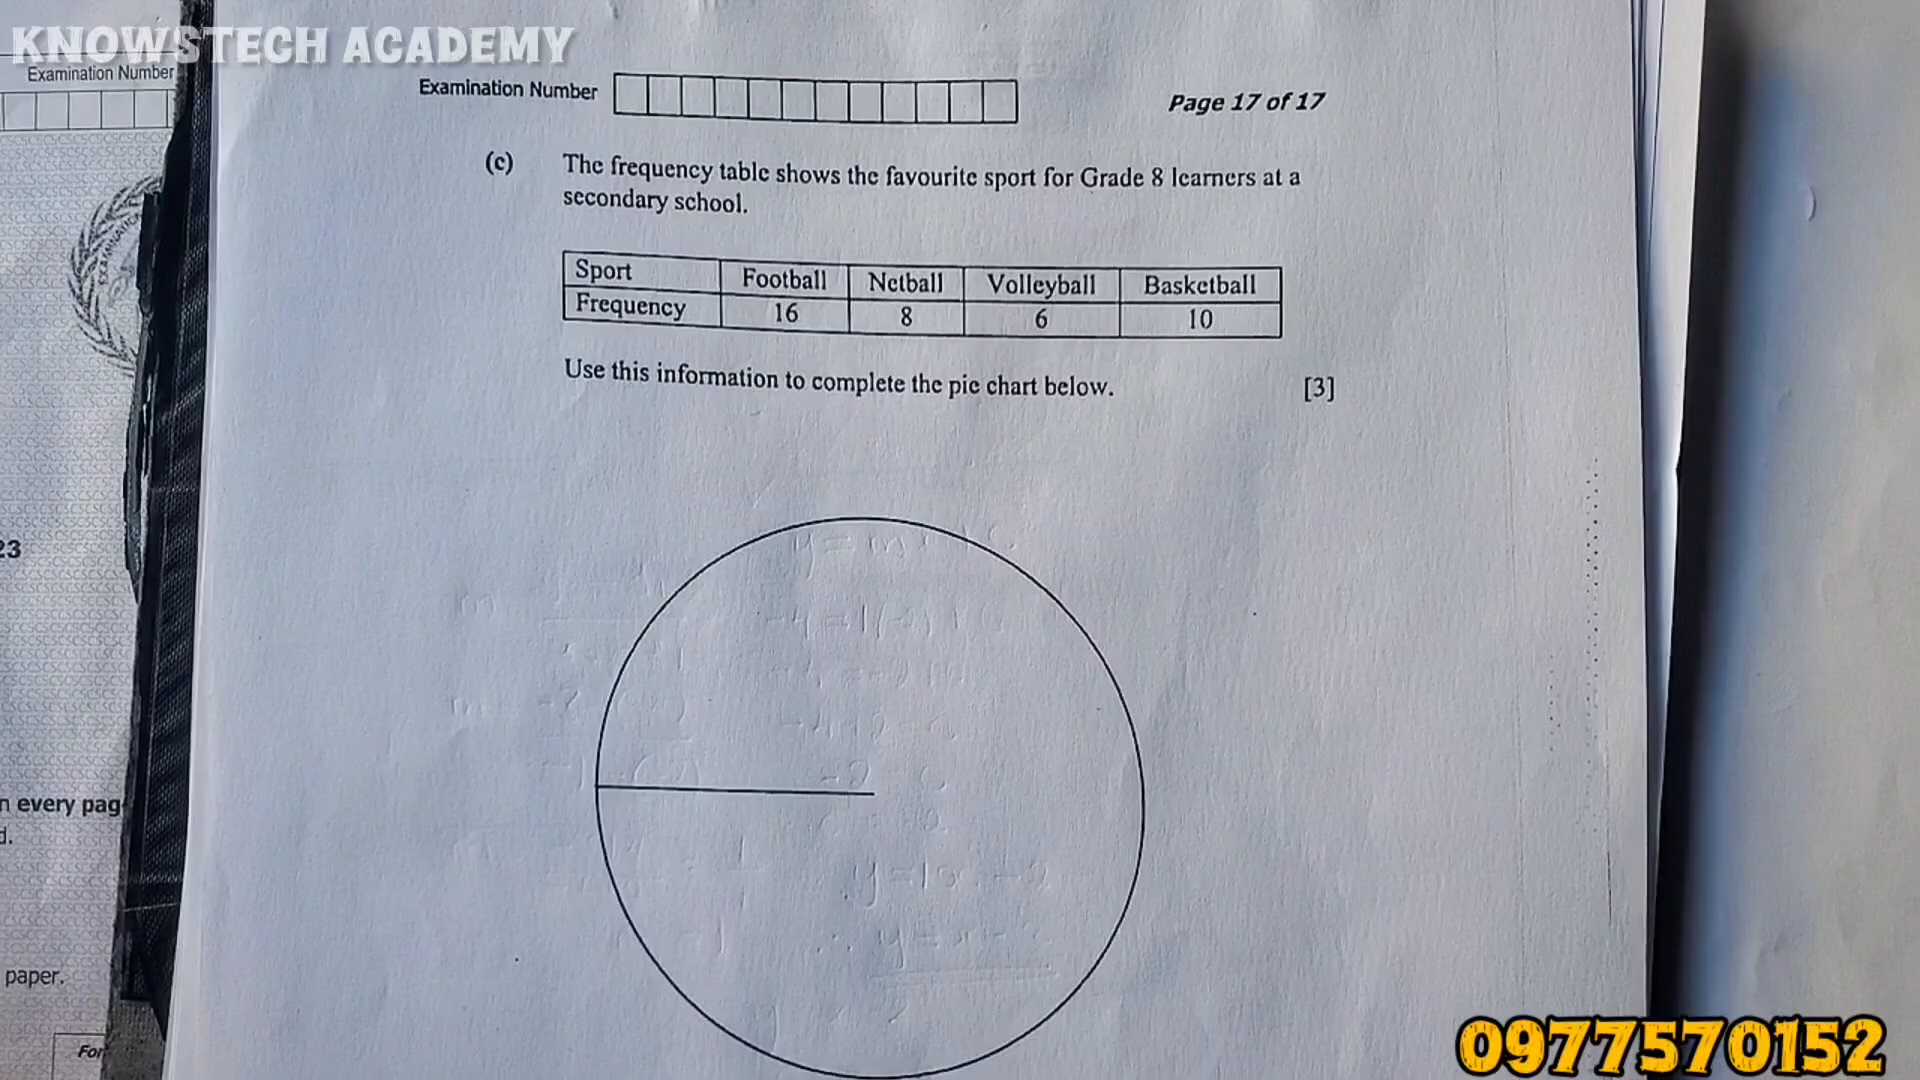 KNOWSTECH ACADEMY
Examination Number
Examination Number
Page 17 of 17
(c) The frequency table shows the favourite sport for Grade 8 learners at a
secondary school.
Sport Football Netball Volleyball Basketball
Frequency 16 8 6 10
Use this information to complete the pie chart below. [3]
23
n every pag
d.
paper.
For
0977570152